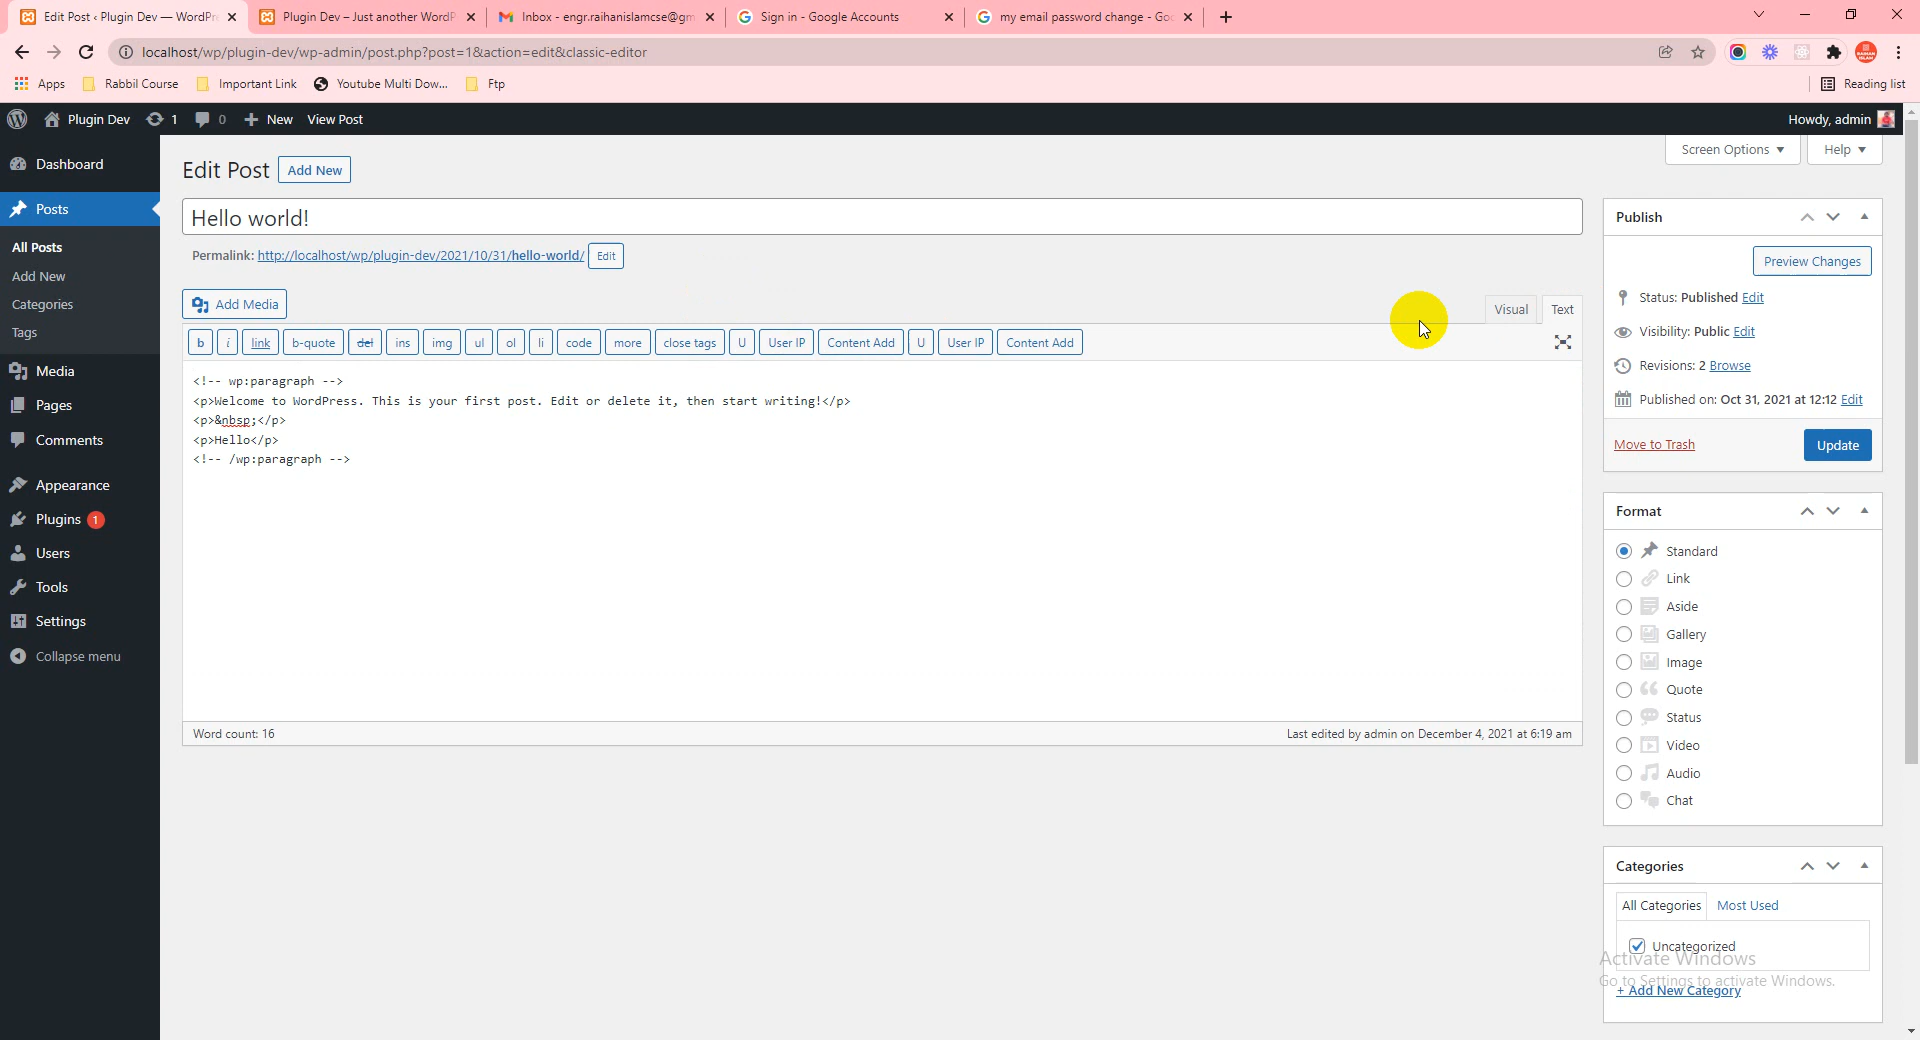 Edit Post ‹ Plugin Dev — WordPr
Plugin Dev – Just another WordP
Inbox - engr.raihanislamcse@gm
Sign in - Google Accounts
my email password change - Goo
localhost/wp/plugin-dev/wp-admin/post.php?post=1&action=edit&classic-editor
Apps
Rabbil Course
Important Link
Youtube Multi Dow...
Ftp
Reading list
Plugin Dev
1
0
New
View Post
Howdy, admin
Dashboard
Posts
All Posts
Add New
Categories
Tags
Media
Pages
Comments
Appearance
Plugins 1
Users
Tools
Settings
Collapse menu
Screen Options
Help
Edit Post
Add New
Hello world!
Permalink: http://localhost/wp/plugin-dev/2021/10/31/hello-world/ Edit
Add Media
Visual
Text
b
i
link
b-quote
del
ins
img
ul
ol
li
code
more
close tags
U
User IP
Content Add
U
User IP
Content Add
<!-- wp:paragraph -->
<p>Welcome to WordPress. This is your first post. Edit or delete it, then start writing!</p>
<p>&nbsp;</p>
<p>Hello</p>
<!-- /wp:paragraph -->
Word count: 16
Last edited by admin on December 4, 2021 at 6:19 am
Publish
Preview Changes
Status: Published Edit
Visibility: Public Edit
Revisions: 2 Browse
Published on: Oct 31, 2021 at 12:12 Edit
Move to Trash
Update
Format
Standard
Link
Aside
Gallery
Image
Quote
Status
Video
Audio
Chat
Categories
All Categories
Most Used
Uncategorized
Activate Windows
Go to Settings to activate Windows.
+ Add New Category